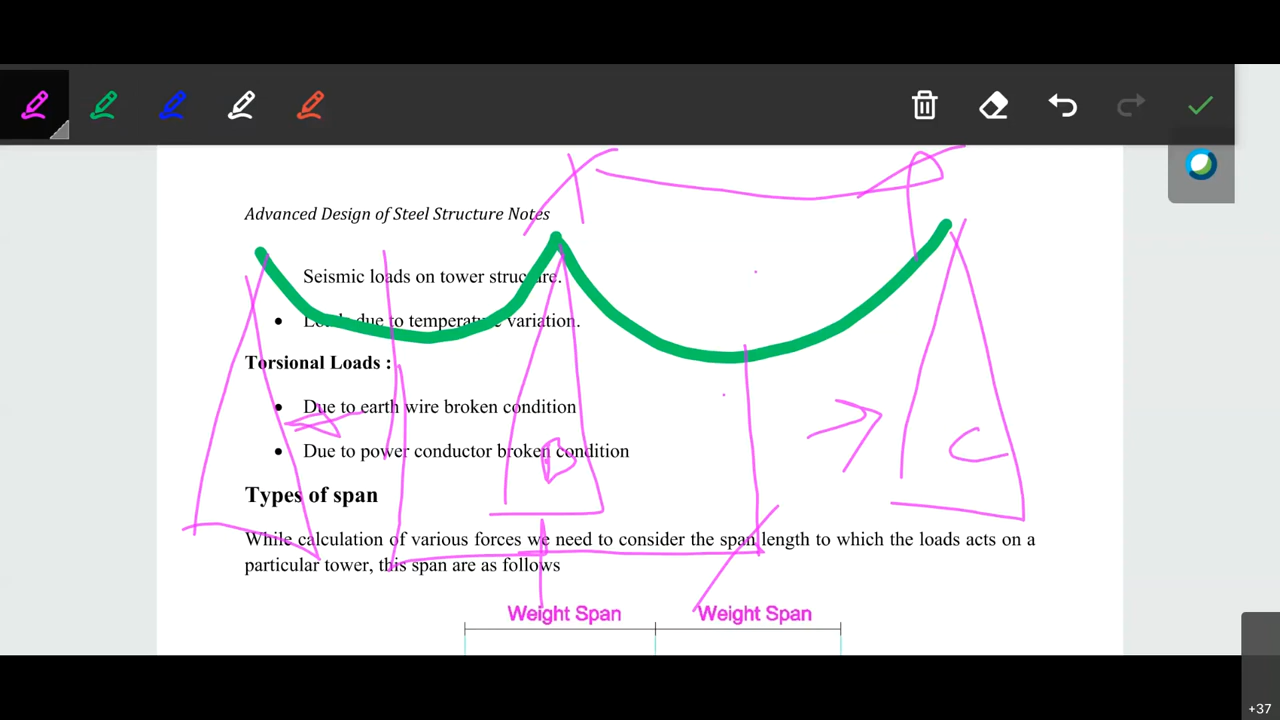 Advanced Design of Steel Structure Notes
Seismic loads on tower structure.
• Loads due to temperature variation.
Torsional Loads :
• Due to earth wire broken condition
• Due to power conductor broken condition
B
C
Types of span
While calculation of various forces we need to consider the span length to which the loads acts on a
particular tower, this span are as follows
Weight Span Weight Span
+37